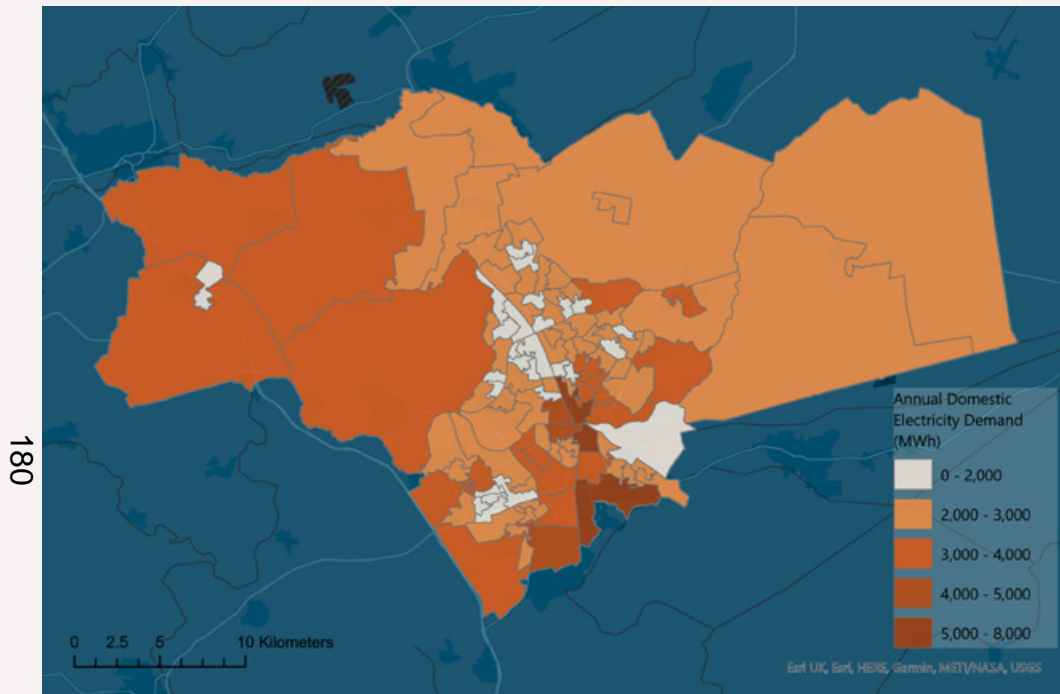 180
Annual Domestic
Electricity Demand
(MWh)
0 - 2,000
2,000 - 3,000
3,000 - 4,000
4,000 - 5,000
5,000 - 8,000
0 2.5 5 10 Kilometers
Esri UK, Esri, HERE, Garmin, METI/NASA, USGS